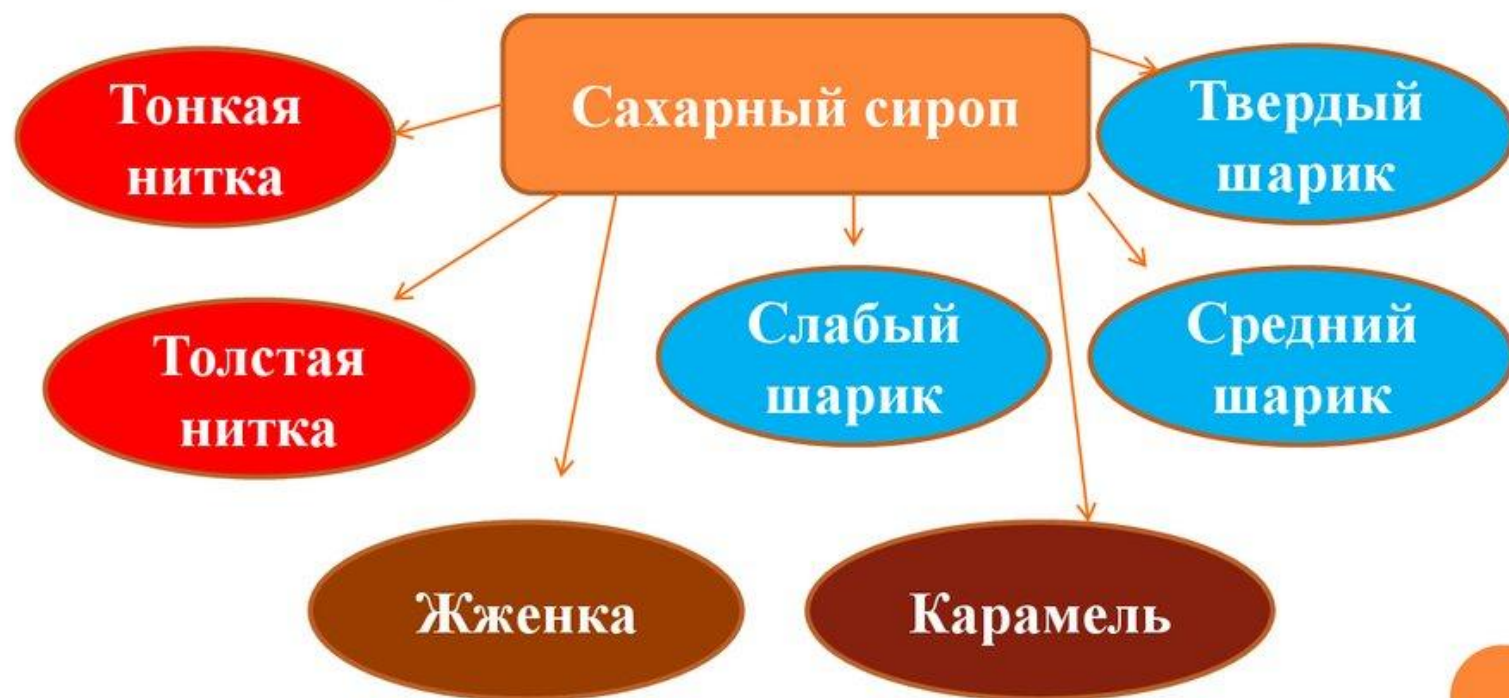 Сахарный сироп
Тонкая
нитка
Твердый
шарик
Толстая
нитка
Слабый
шарик
Средний
шарик
Жженка
Карамель